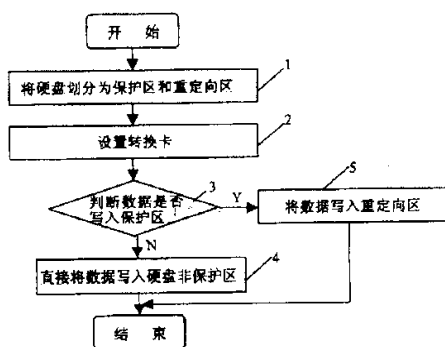 开 始
将硬盘划分为保护区和重定向区
1
设置转换卡
2
判断数据是否
写入保护区
3
Y
将数据写入重定向区
5
N
直接将数据写入硬盘非保护区
4
结 束